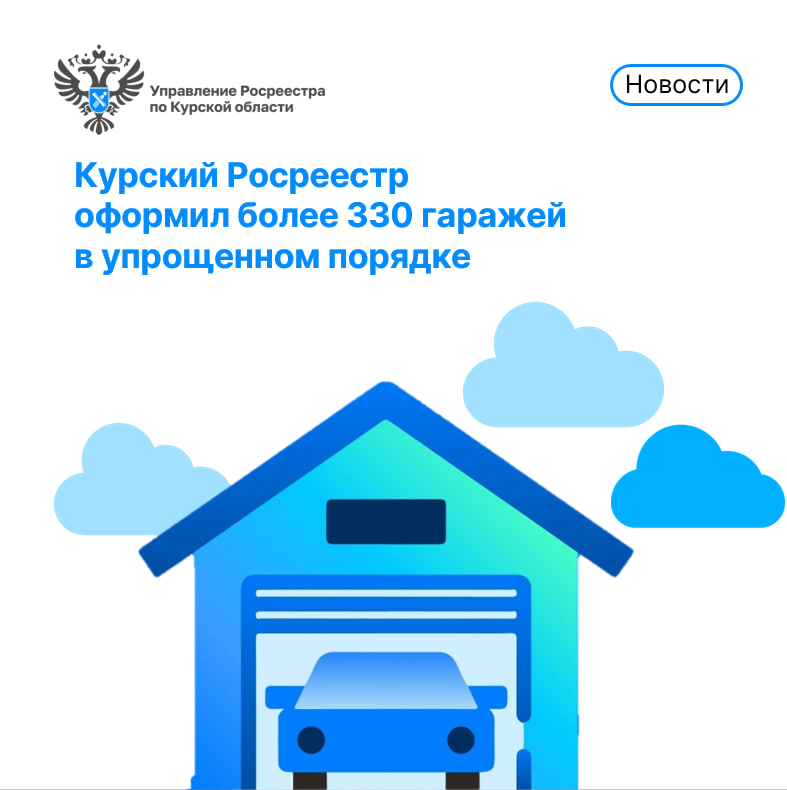 Управление Росреестра
по Курской области
Новости
Курский Росреестр
оформил более 330 гаражей
в упрощенном порядке